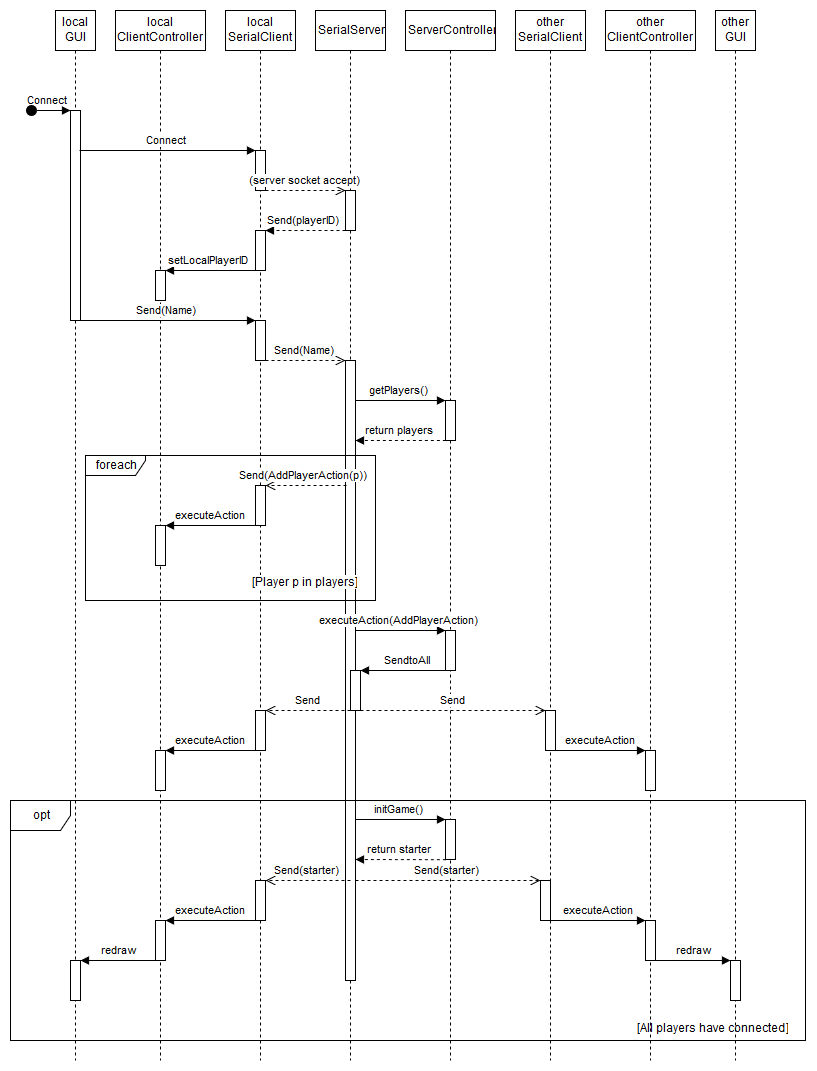 local
GUI
local
ClientController
local
SerialClient
SerialServer
ServerController
other
SerialClient
other
ClientController
other
GUI
Connect
Connect
(server socket accept)
Send(playerID)
setLocalPlayerID
Send(Name)
Send(Name)
getPlayers()
return players
foreach
Send(AddPlayerAction(p))
executeAction
[Player p in players]
executeAction(AddPlayerAction)
SendtoAll
Send
Send
executeAction
executeAction
opt
initGame()
return starter
Send(starter)
Send(starter)
executeAction
executeAction
redraw
redraw
[All players have connected]